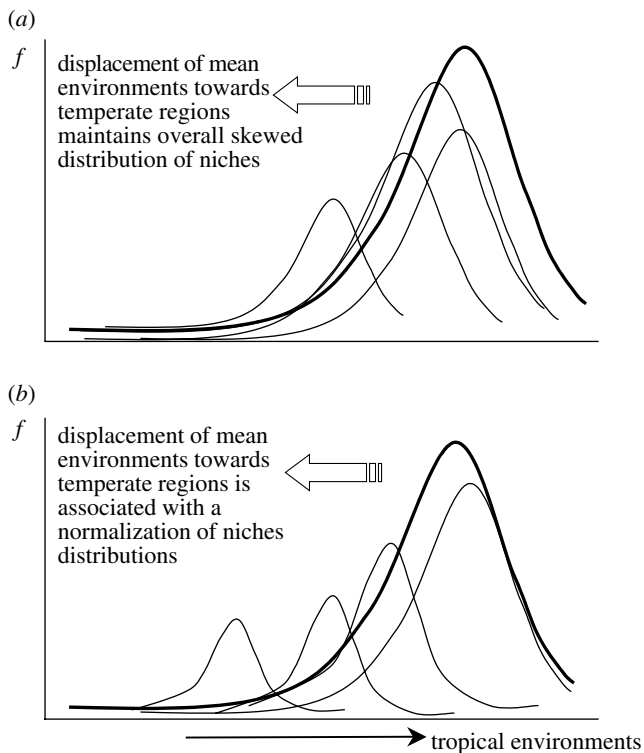 (a)
f
displacement of mean
environments towards
temperate regions
maintains overall skewed
distribution of niches
(b)
f
displacement of mean
environments towards
temperate regions is
associated with a
normalization of niches
distributions
tropical environments